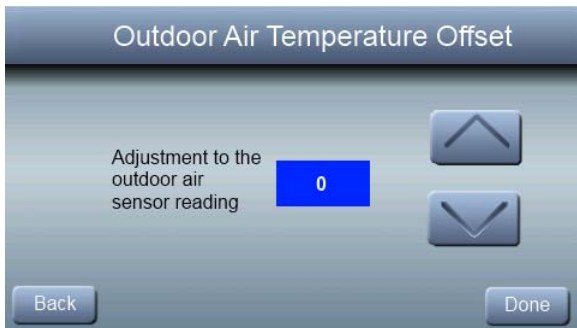 Outdoor Air Temperature Offset
Adjustment to the
outdoor air
sensor reading
0
Back
Done